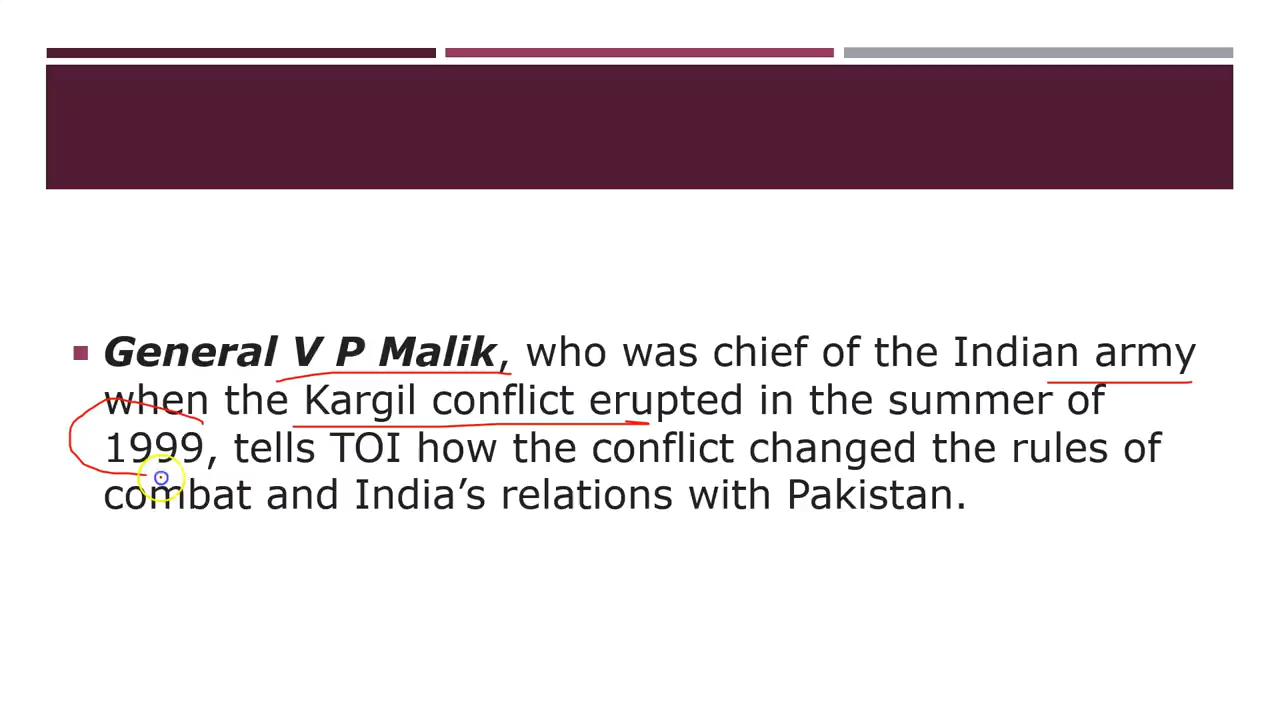 General V P Malik, who was chief of the Indian army
when the Kargil conflict erupted in the summer of
1999, tells TOI how the conflict changed the rules of
combat and India’s relations with Pakistan.